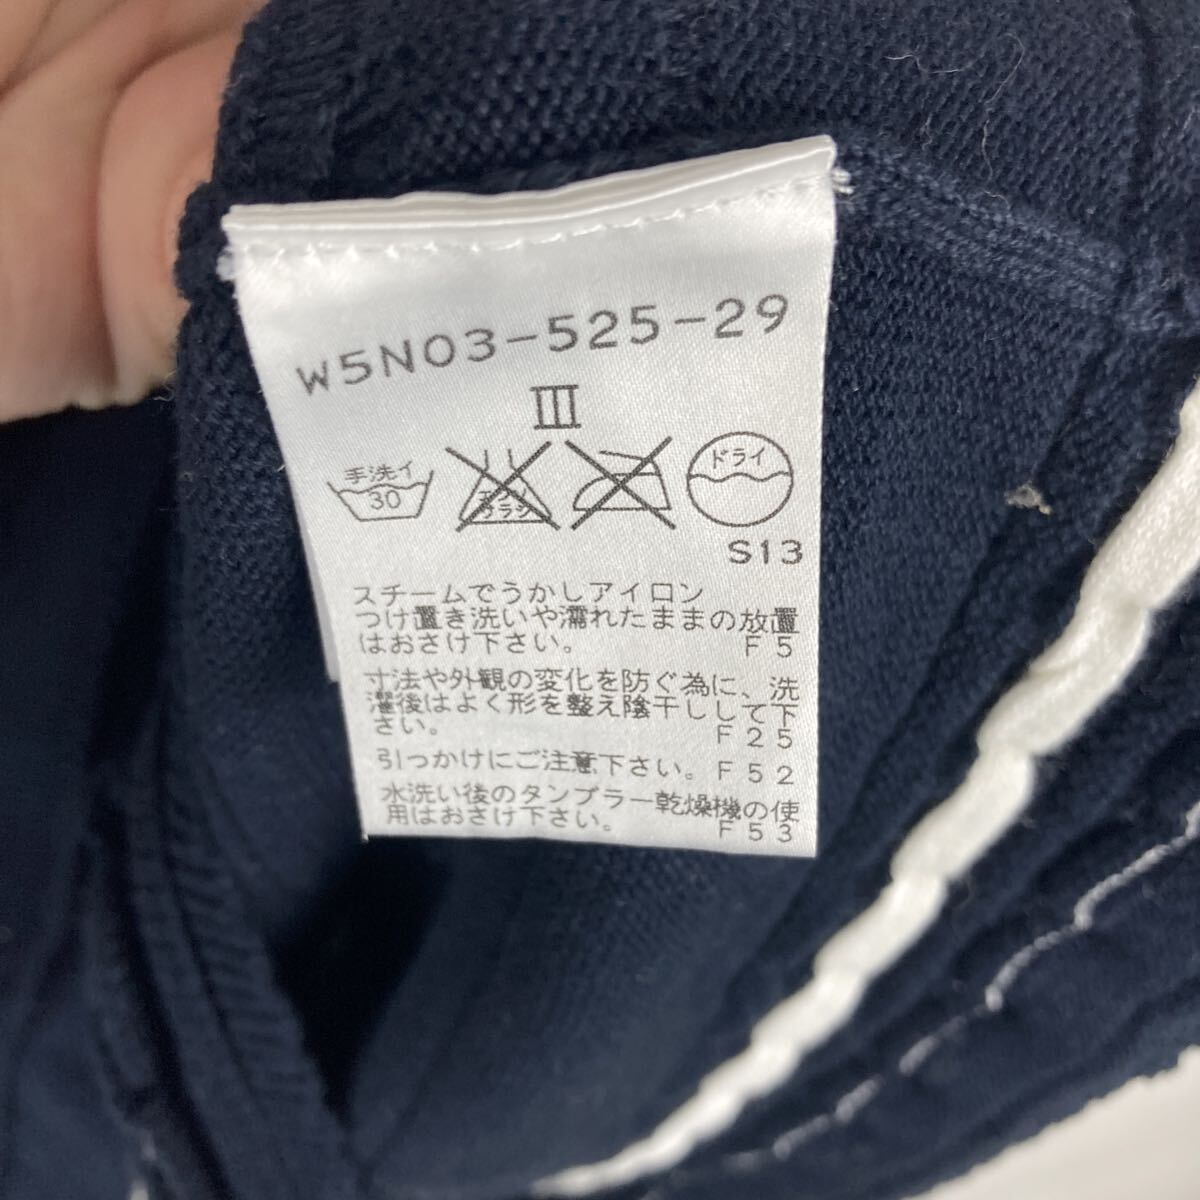 W5N03-525-29
III
手洗イ
30
エンソ
サラシ
ドライ
S13
スチームでうかしアイロン
つけ置き洗いや濡れたままの放置
はおさけ下さい。 F5
寸法や外観の変化を防ぐ為に、洗
濯後はよく形を整え陰干しして下
さい。 F25
引っかけにご注意下さい。F52
水洗い後のタンブラー乾燥機の使
用はおさけ下さい。 F53